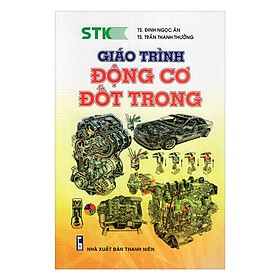 STK
TS. ĐINH NGỌC ÂN
TS. TRẦN THANH THƯỞNG
GIÁO TRÌNH
ĐỘNG CƠ
ĐỐT TRONG
NHÀ XUẤT BẢN THANH NIÊN